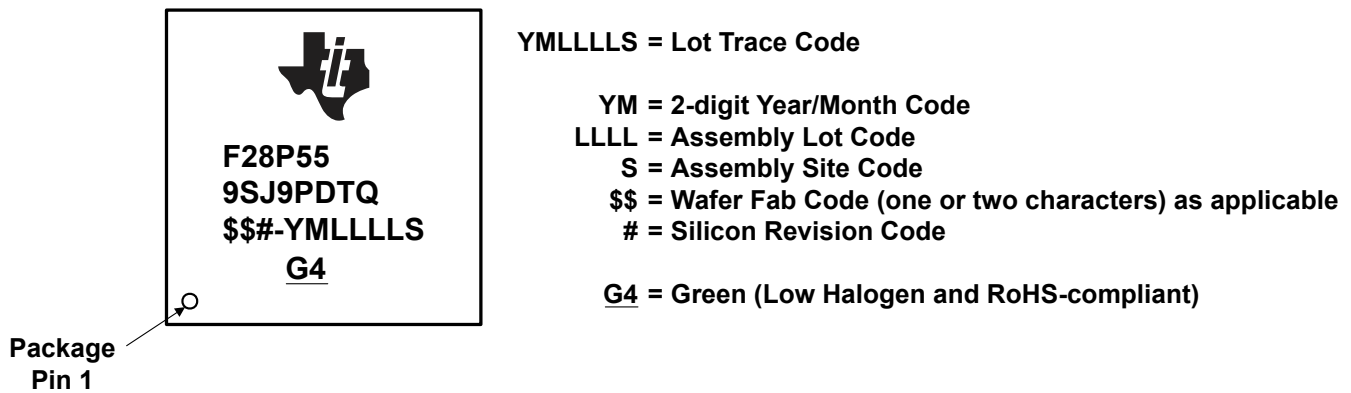 F28P55
9SJ9PDTQ
$$#-YMLLLLS
G4
Package
Pin 1
YMLLLLS = Lot Trace Code
YM = 2-digit Year/Month Code
LLLL = Assembly Lot Code
S = Assembly Site Code
$$ = Wafer Fab Code (one or two characters) as applicable
# = Silicon Revision Code
G4 = Green (Low Halogen and RoHS-compliant)